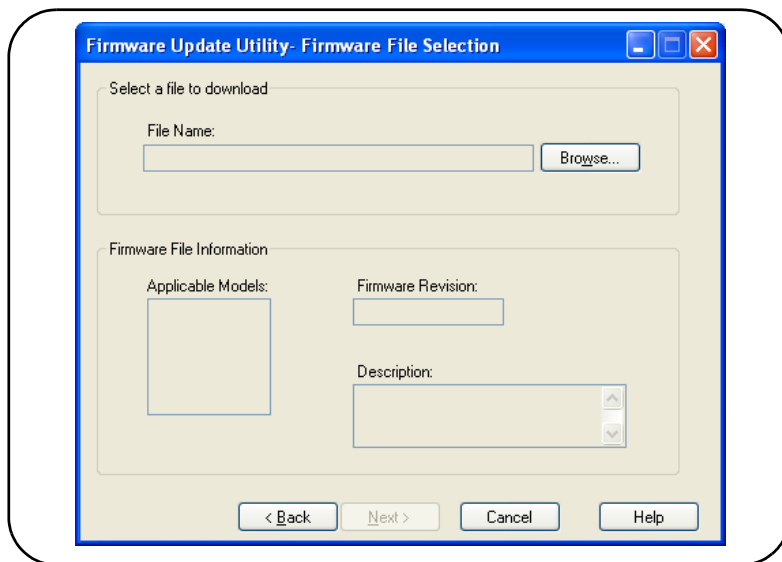 Firmware Update Utility- Firmware File Selection
Select a file to download
File Name:
Browse...
Firmware File Information
Applicable Models:
Firmware Revision:
Description:
< Back
Next >
Cancel
Help